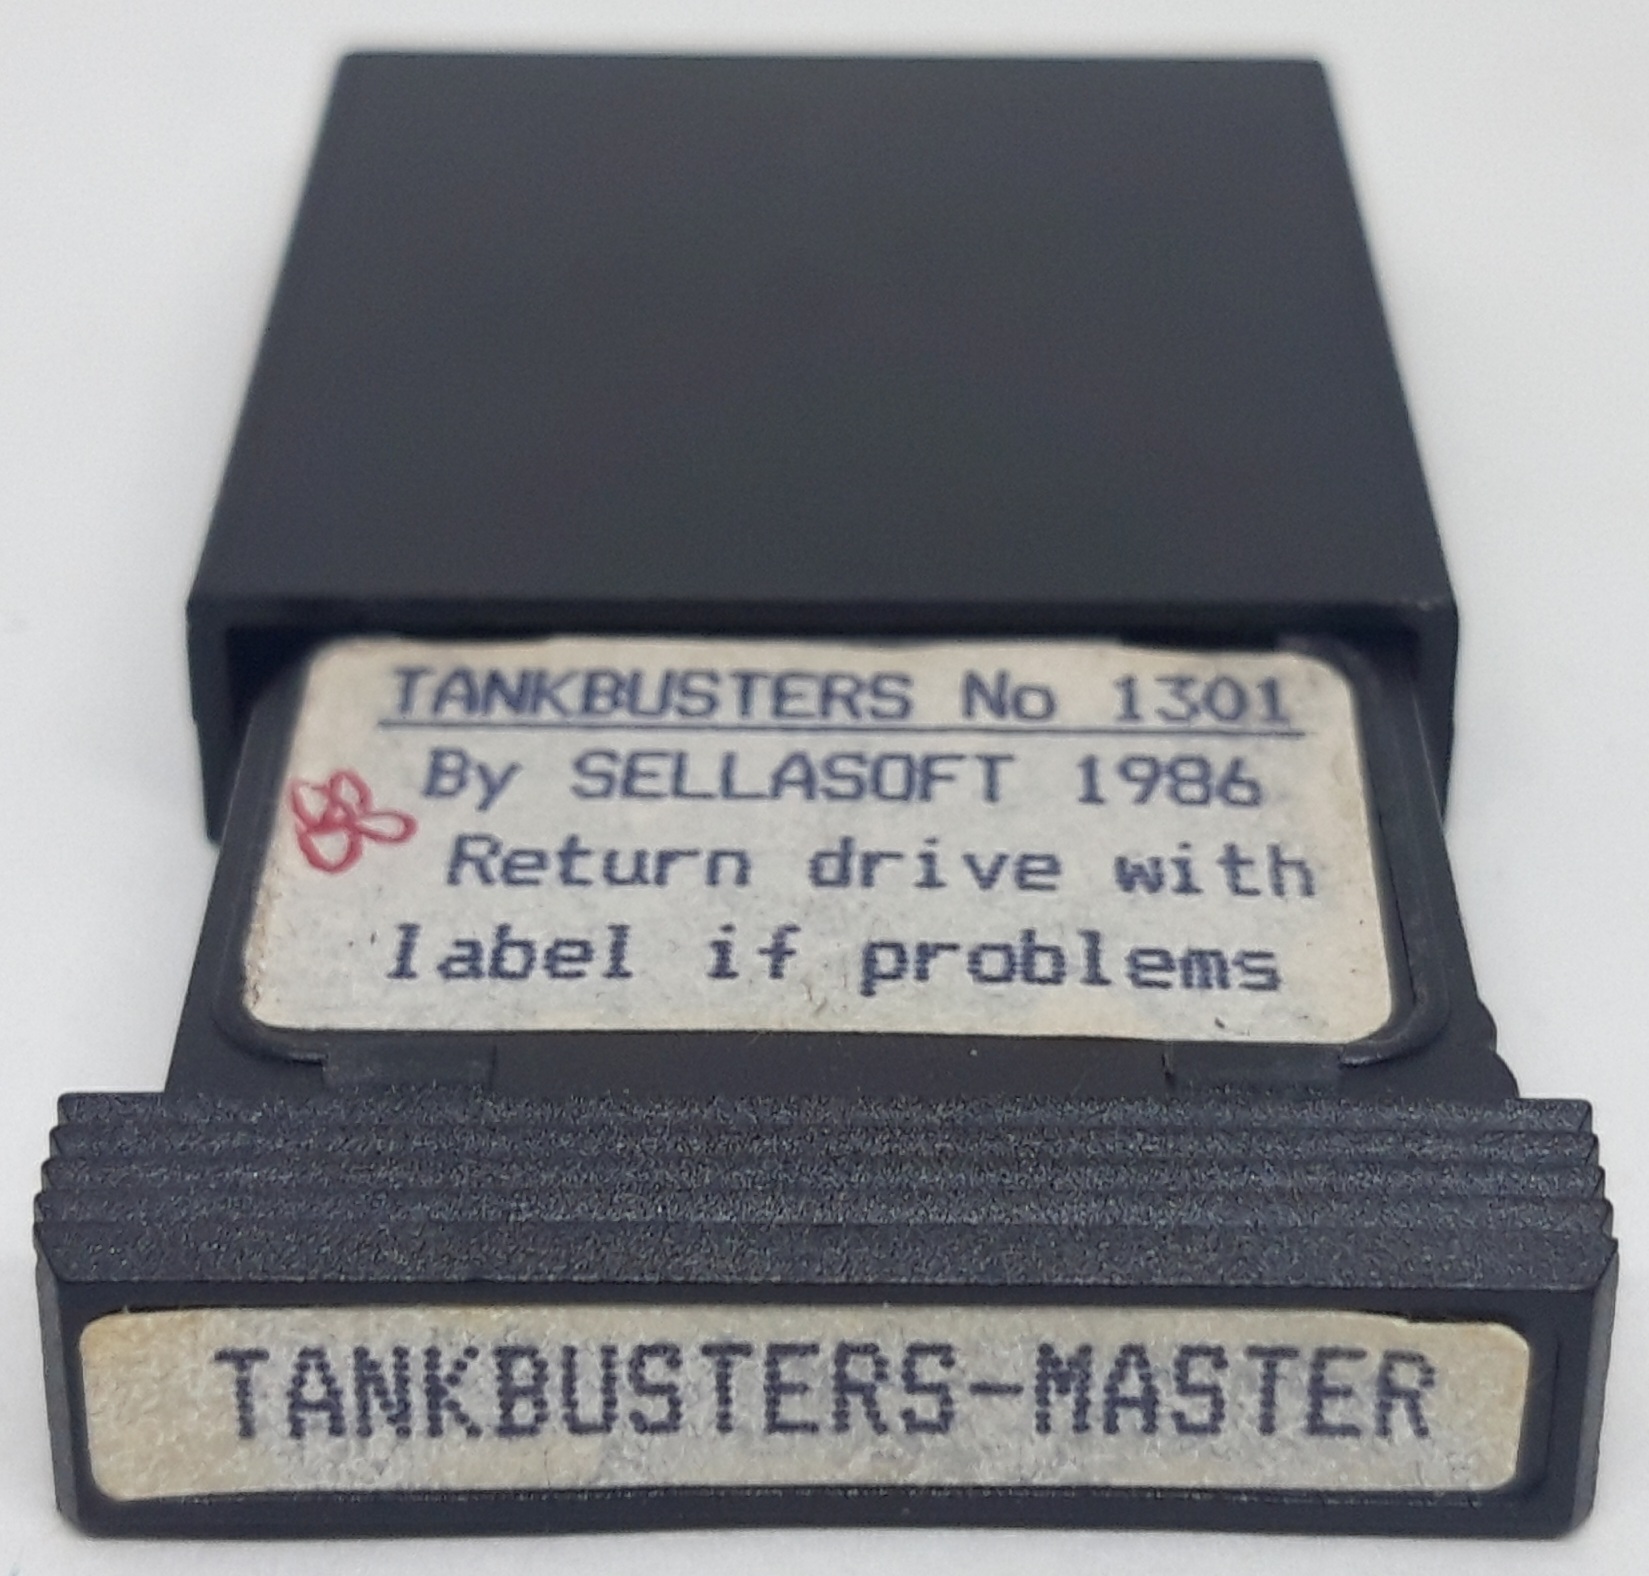 TANKBUSTERS No 1301
By SELLASOFT 1986
Return drive with
label if problems
TANKBUSTERS-MASTER